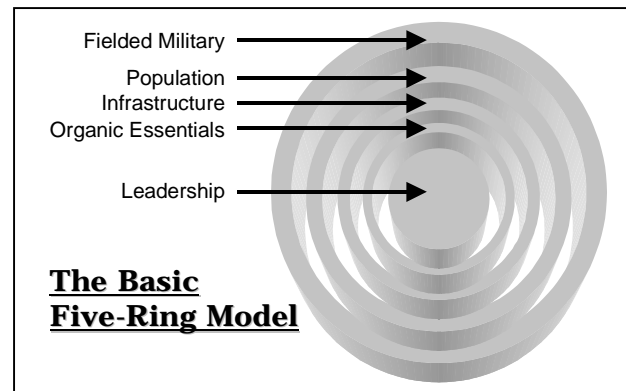 Fielded Military
Population
Infrastructure
Organic Essentials
Leadership
The Basic
Five-Ring Model